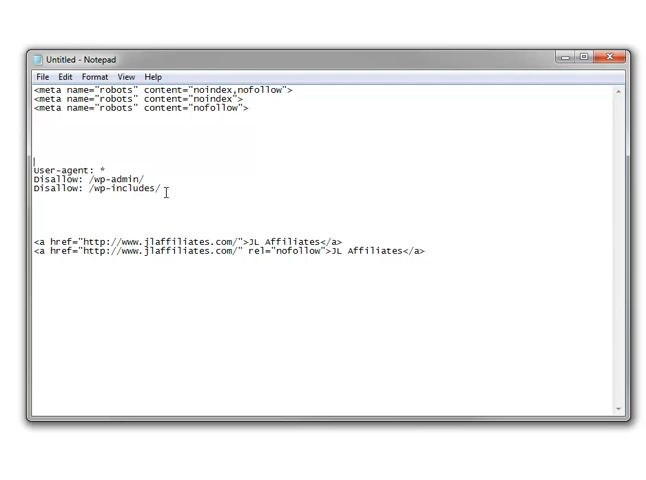 Untitled - Notepad
File Edit Format View Help
<meta name="robots" content="noindex,nofollow">
<meta name="robots" content="noindex">
<meta name="robots" content="nofollow">
User-agent: *
Disallow: /wp-admin/
Disallow: /wp-includes/
<a href="http://www.jlaffiliates.com/">JL Affiliates</a>
<a href="http://www.jlaffiliates.com/" rel="nofollow">JL Affiliates</a>